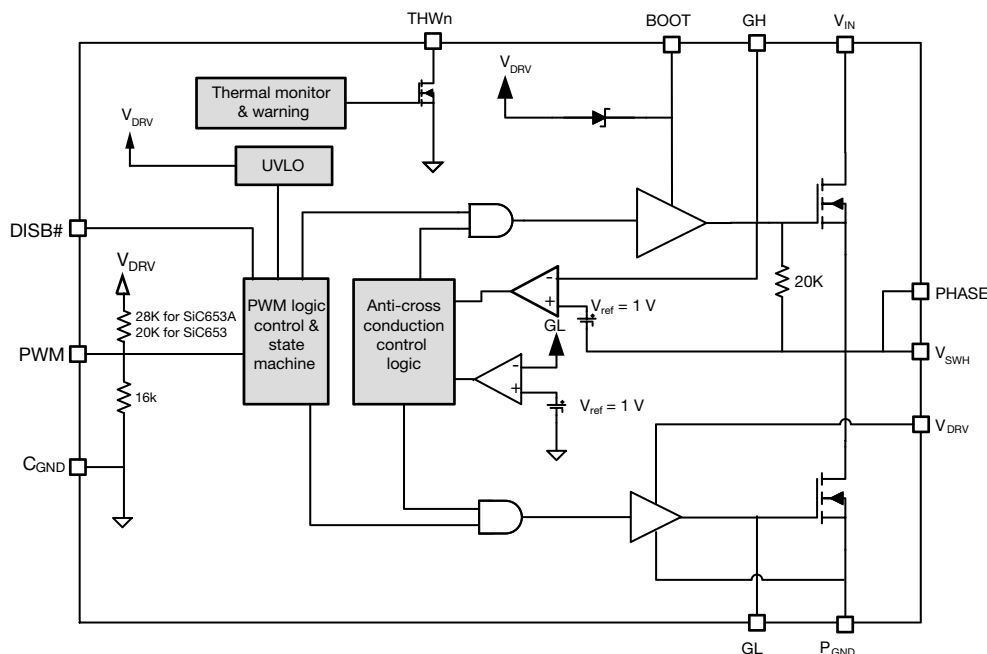 THWn
BOOT
GH
VIN
VDRV
Thermal monitor
& warning
VDRV
UVLO
DISB#
VDRV
28K for SiC653A
20K for SiC653
PWM logic
control &
state
machine
Anti-cross
conduction
control
logic
-
+
Vref = 1 V
20K
PHASE
GL
PWM
VSWH
-
+
16k
Vref = 1 V
VDRV
CGND
GL
PGND